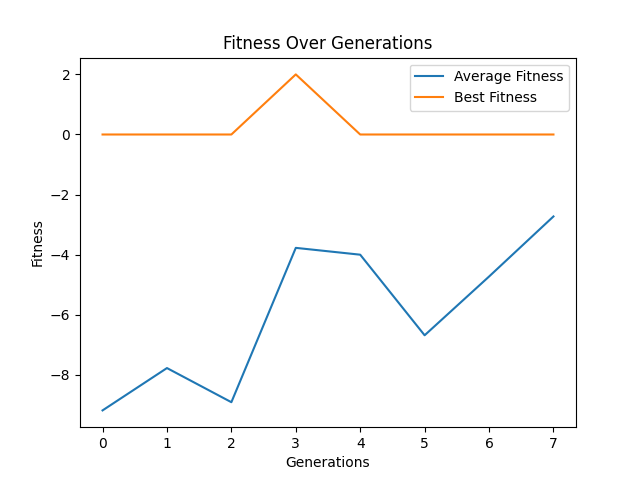 Fitness Over Generations
Average Fitness
Best Fitness
2
0
−2
−4
−6
−8
Fitness
0 1 2 3 4 5 6 7
Generations